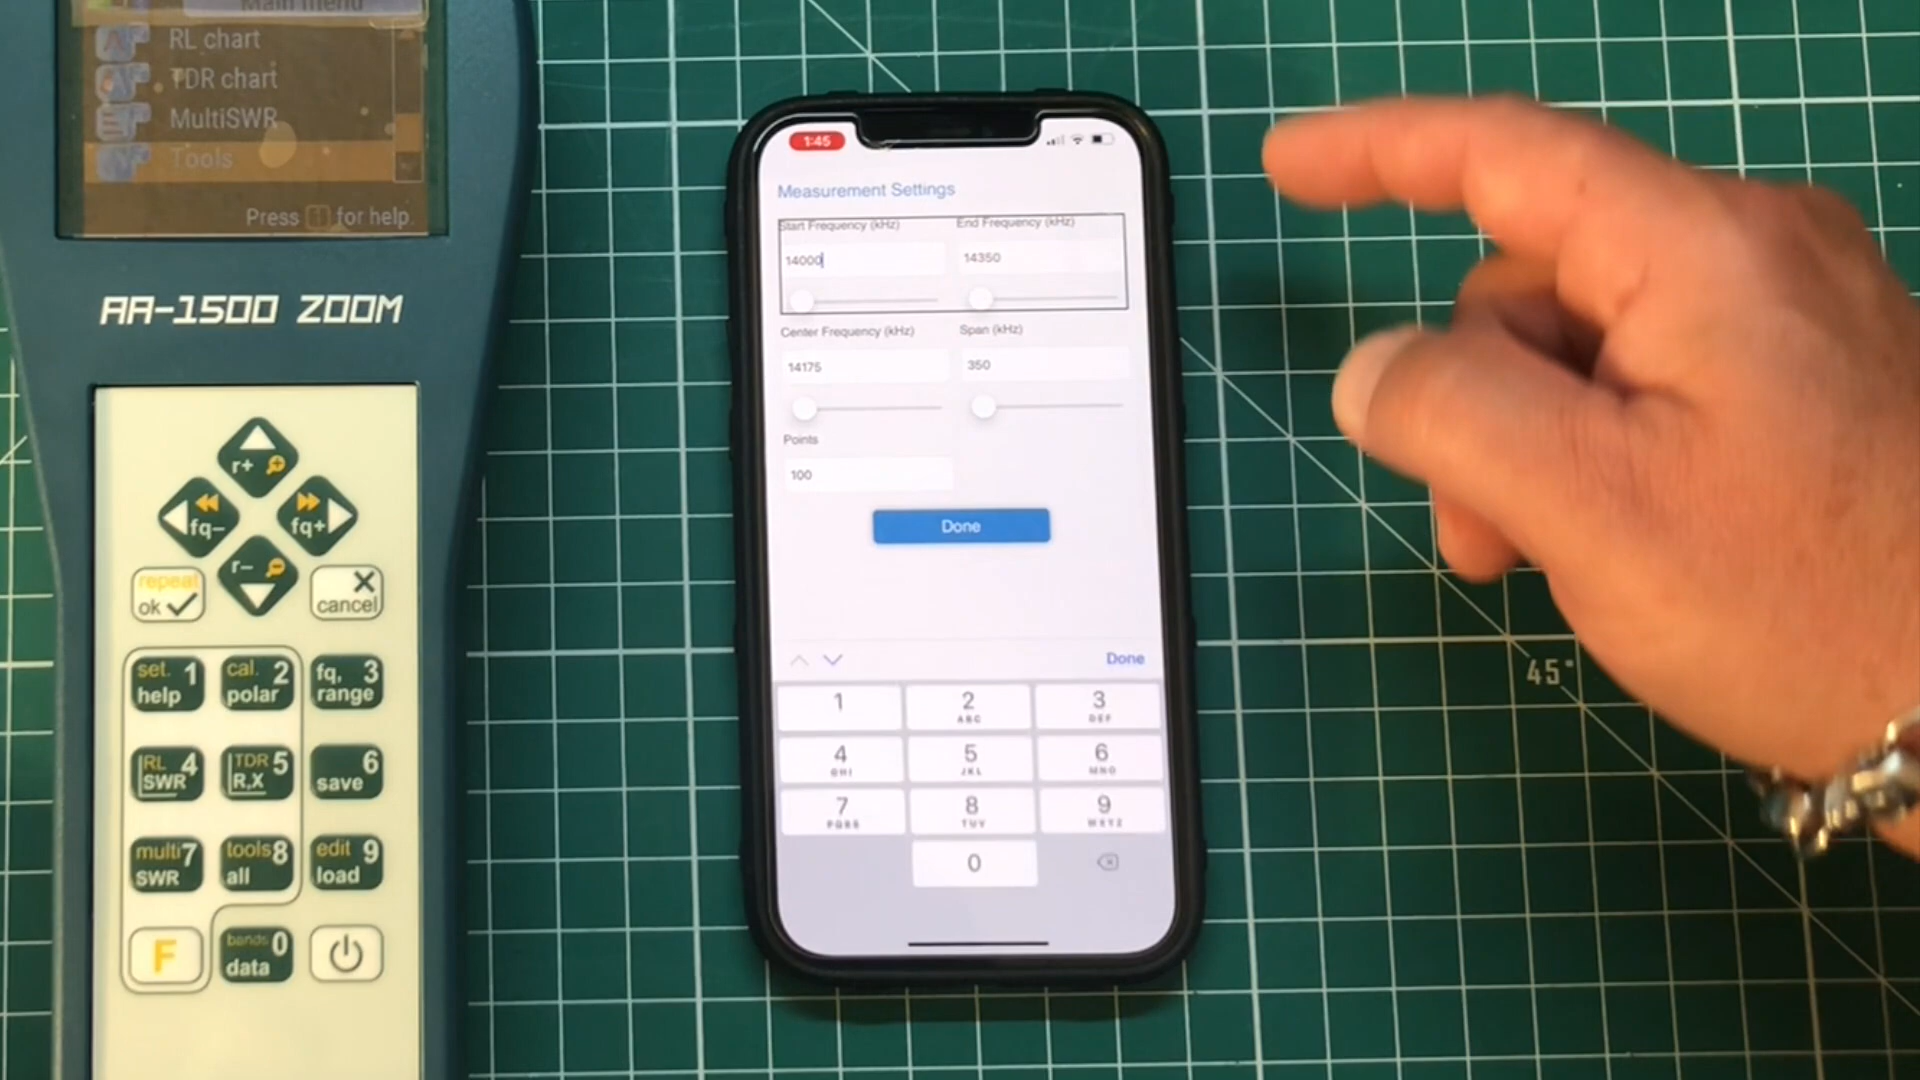 Main menu
RL chart
TDR chart
MultiSWR
Tools
Press 1 for help
AA-1500 ZOOM
r+
fq-
fq+
r-
repeat
ok
cancel
set. 1
help
cal. 2
polar
fq, 3
range
RL 4
SWR
TDR 5
R,X
6
save
multi 7
SWR
tools 8
all
edit 9
load
F
bands 0
data
1:45
Measurement Settings
Start Frequency (kHz) End Frequency (kHz)
14000 14350
Center Frequency (kHz) Span (kHz)
14175 350
Points
100
Done
Done
1 2 3
ABC DEF
4 5 6
GHI JKL MNO
7 8 9
PQRS TUV WXYZ
0
45°